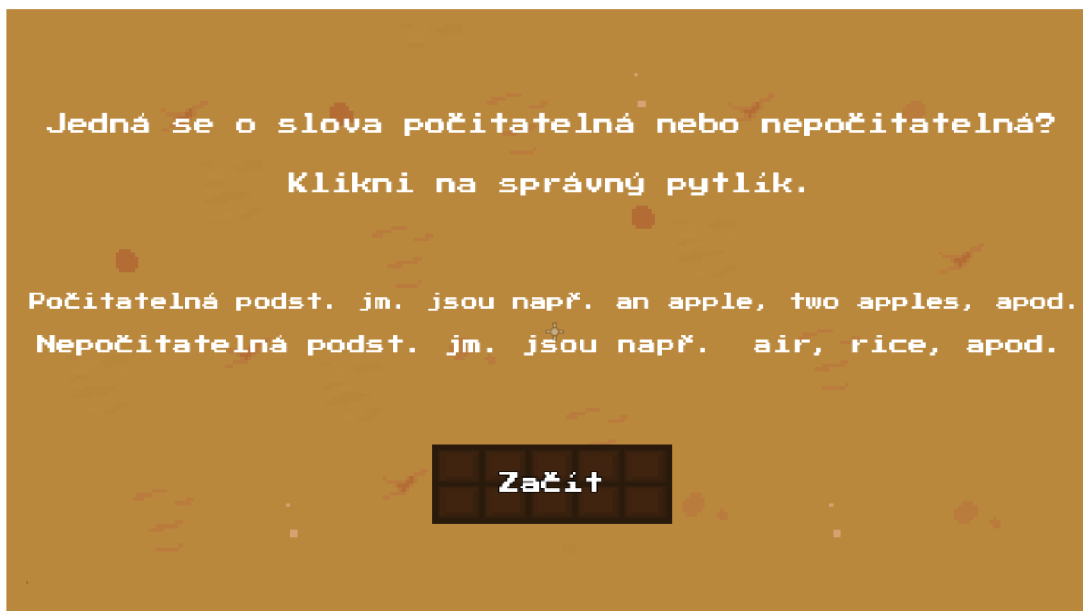 Jedná se o slova počitatelná nebo nepočitatelná?
Klikni na správný pytlík.
Počitatelná podst. jm. jsou např. an apple, two apples, apod.
Nepočitatelná podst. jm. jsou např. air, rice, apod.
Začít